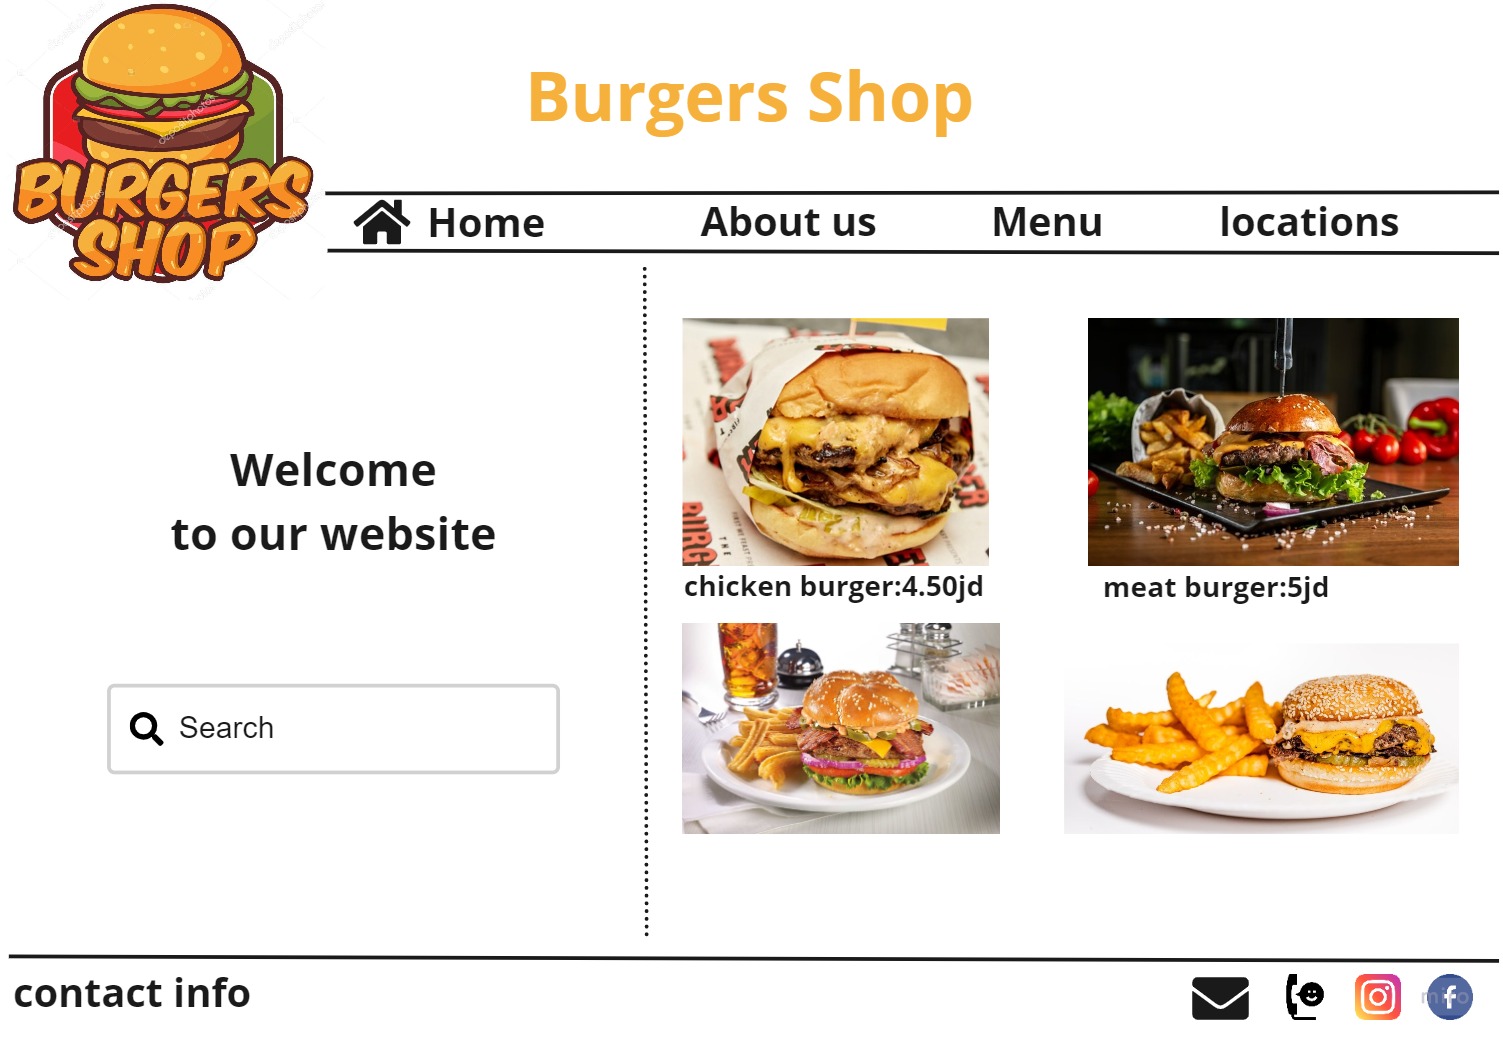 BURGERS
SHOP
Burgers Shop
Home
About us
Menu
locations
Welcome
to our website
Search
chicken burger:4.50jd
meat burger:5jd
contact info
miro